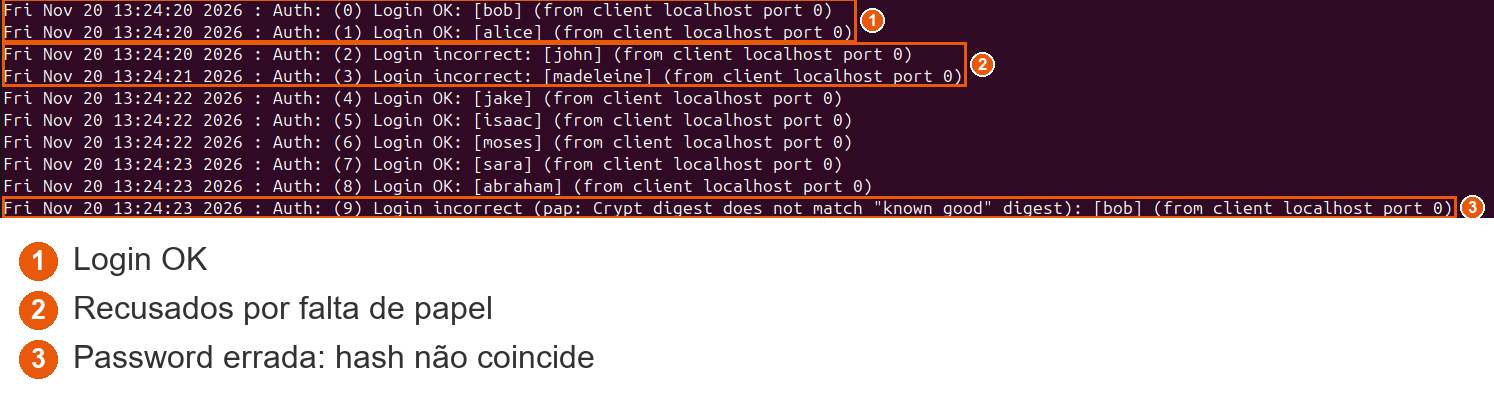 Fri Nov 20 13:24:20 2026 : Auth: (0) Login OK: [bob] (from client localhost port 0)
1
Fri Nov 20 13:24:20 2026 : Auth: (1) Login OK: [alice] (from client localhost port 0)
Fri Nov 20 13:24:20 2026 : Auth: (2) Login incorrect: [john] (from client localhost port 0)
2
Fri Nov 20 13:24:21 2026 : Auth: (3) Login incorrect: [madeleine] (from client localhost port 0)
Fri Nov 20 13:24:22 2026 : Auth: (4) Login OK: [jake] (from client localhost port 0)
Fri Nov 20 13:24:22 2026 : Auth: (5) Login OK: [isaac] (from client localhost port 0)
Fri Nov 20 13:24:22 2026 : Auth: (6) Login OK: [moses] (from client localhost port 0)
Fri Nov 20 13:24:23 2026 : Auth: (7) Login OK: [sara] (from client localhost port 0)
Fri Nov 20 13:24:23 2026 : Auth: (8) Login OK: [abraham] (from client localhost port 0)
Fri Nov 20 13:24:23 2026 : Auth: (9) Login incorrect (pap: Crypt digest does not match "known good" digest): [bob] (from client localhost port 0)
3
1 Login OK
2 Recusados por falta de papel
3 Password errada: hash não coincide